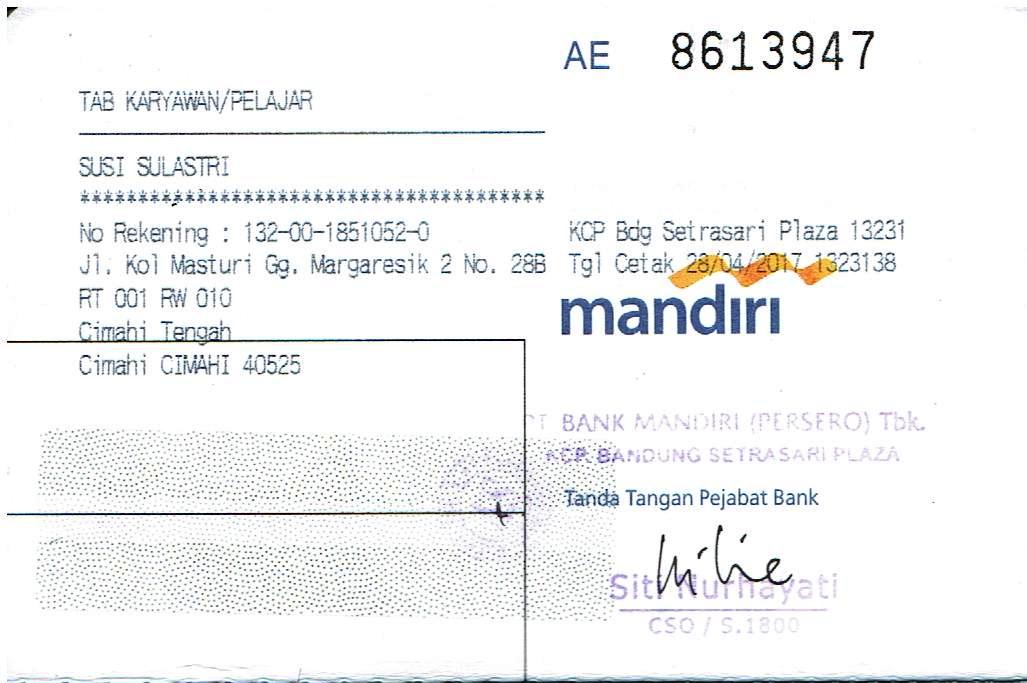 AE 8613947
TAB KARYAWAN/PELAJAR
SUSI SULASTRI
****************************************
No Rekening : 132-00-1851052-0
KCP Bdg Setrasari Plaza 13231
Jl. Kol Masturi Gg. Margaresik 2 No. 28B
Tgl Cetak 28/04/2017 1323138
RT 001 RW 010
mandiri
Cimahi Tengah
Cimahi CIMAHI 40525
PT BANK MANDIRI (PERSERO) Tbk.
KCP. BANDUNG SETRASARI PLAZA
Tanda Tangan Pejabat Bank
Siti Nurhayati
CSO / S.1800